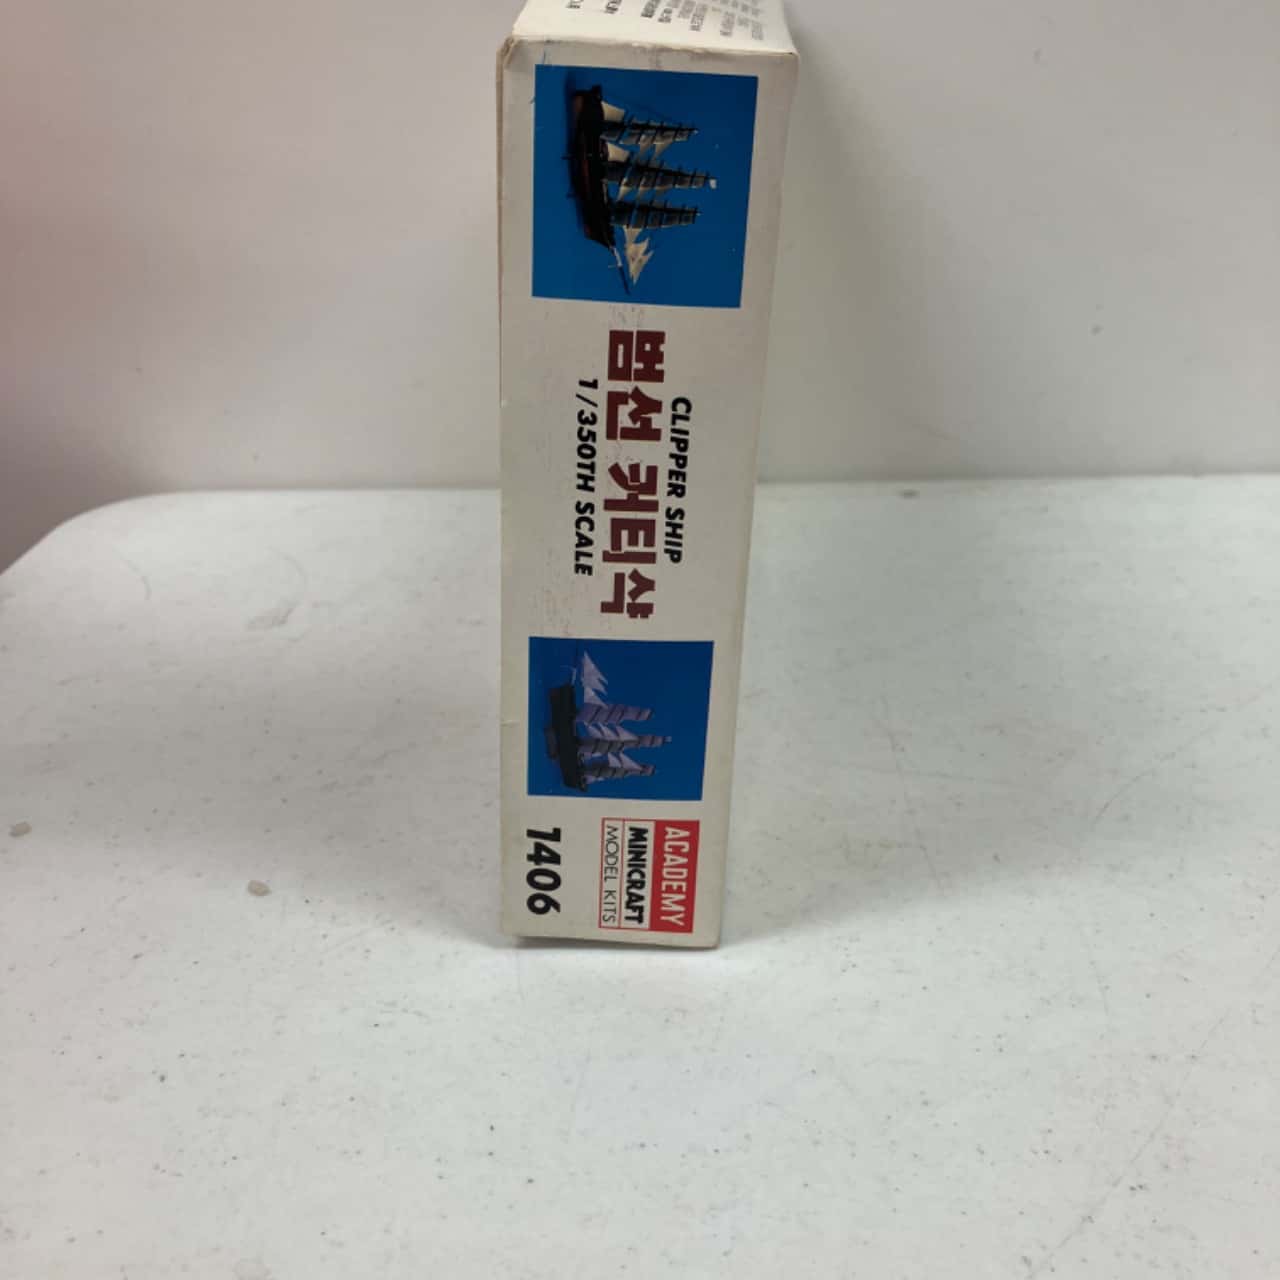 CLIPPER SHIP
범선 커티삭
1/350TH SCALE
ACADEMY
MINICRAFT
MODEL KITS
1406